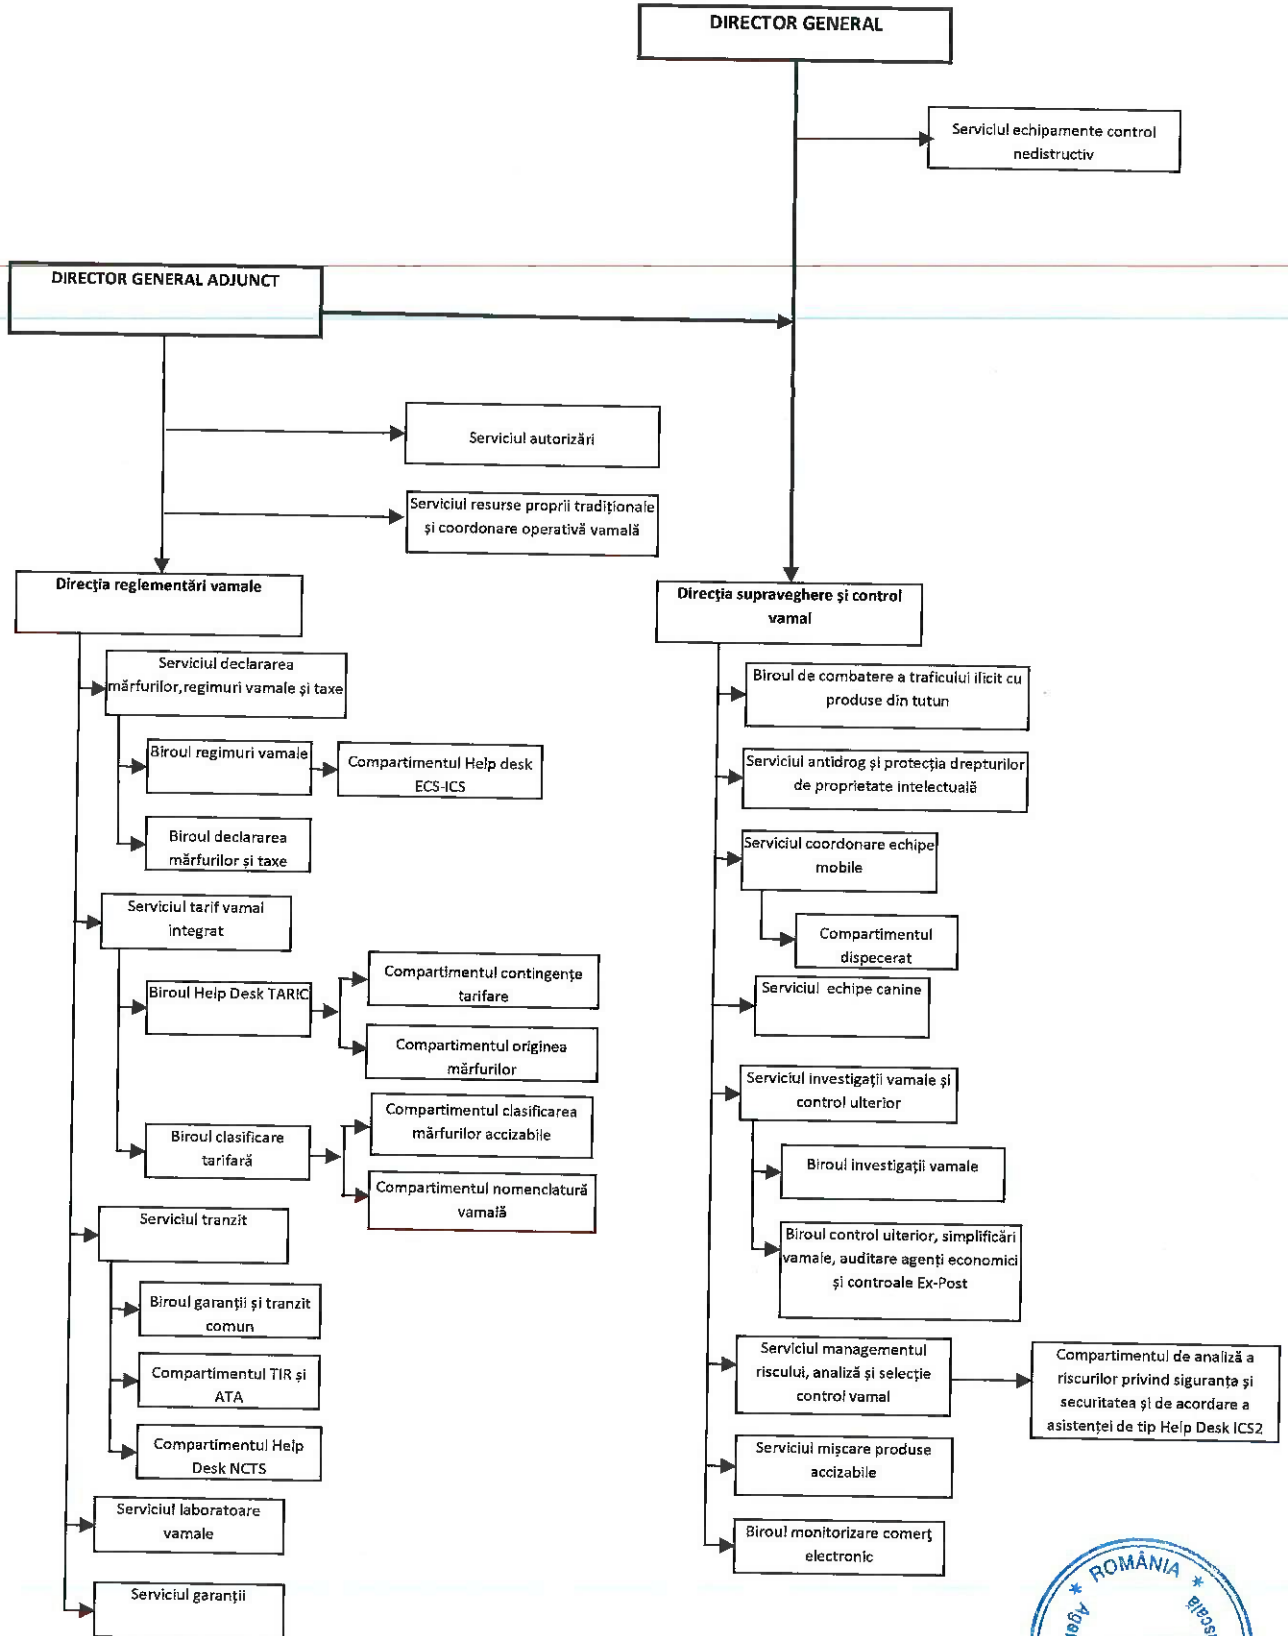 DIRECTOR GENERAL
Serviciul echipamente control
nedistructiv
DIRECTOR GENERAL ADJUNCT
Serviciul autorizări
Serviciul resurse proprii tradiționale
și coordonare operativă vamală
Direcția reglementări vamale
Serviciul declararea
mărfurilor,regimuri vamale și taxe
Biroul regimuri vamale
Compartimentul Help desk
ECS-ICS
Biroul declararea
mărfurilor și taxe
Serviciul tarif vamal
integrat
Biroul Help Desk TARIC
Compartimentul contingențe
tarifare
Compartimentul originea
mărfurilor
Biroul clasificare
tarifară
Compartimentul clasificarea
mărfurilor accizabile
Compartimentul nomenclatură
vamală
Serviciul tranzit
Biroul garanții și tranzit
comun
Compartimentul TIR și
ATA
Compartimentul Help
Desk NCTS
Serviciul laboratoare
vamale
Serviciul garanții
Direcția supraveghere și control
vamal
Biroul de combatere a traficului ilicit cu
produse din tutun
Serviciul antidrog și protecția drepturilor
de proprietate intelectuală
Serviciul coordonare echipe
mobile
Compartimentul
dispecerat
Serviciul echipe canine
Serviciul investigații vamale și
control ulterior
Biroul investigații vamale
Biroul control ulterior, simplificări
vamale, auditare agenți economici
și controale Ex-Post
Serviciul managementul
riscului, analiză și selecție
control vamal
Compartimentul de analiză a
riscurilor privind siguranța și
securitatea și de acordare a
asistenței de tip Help Desk ICS2
Serviciul mișcare produse
accizabile
Biroul monitorizare comerț
electronic
* ROMÂNIA *